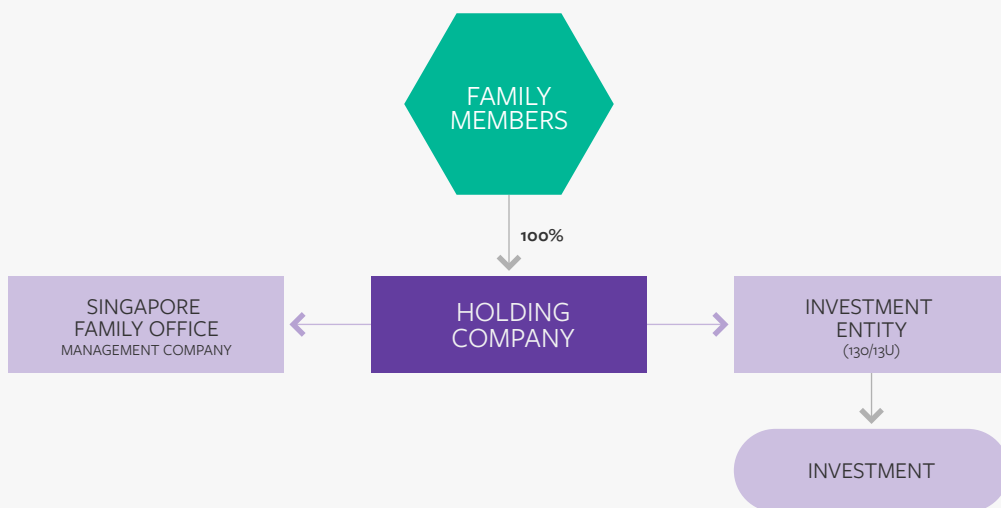 FAMILY
MEMBERS
100%
SINGAPORE
FAMILY OFFICE
MANAGEMENT COMPANY
HOLDING
COMPANY
INVESTMENT
ENTITY
(13O/13U)
INVESTMENT